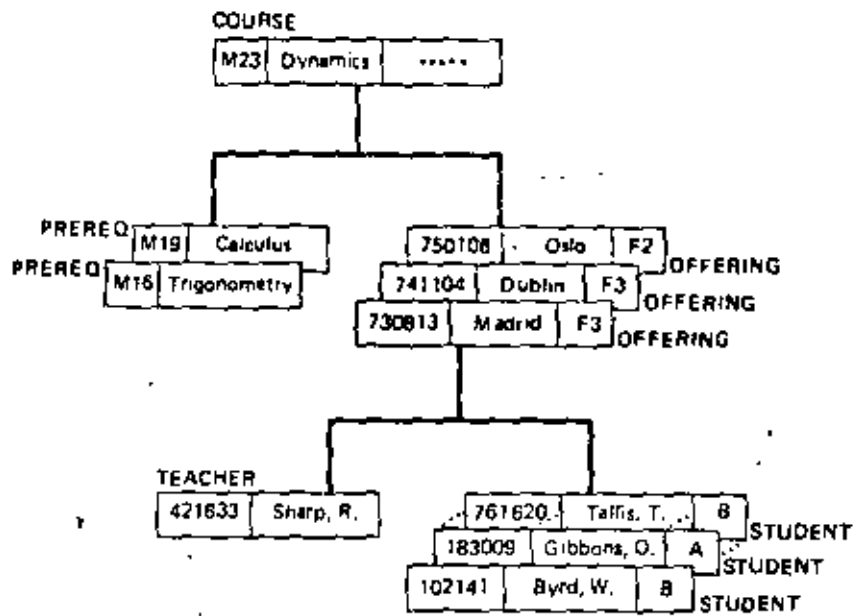 COURSE
M23 Dynamics .....
PREREQ M19 Calculus
PREREQ M16 Trigonometry
750106 Oslo F2 OFFERING
741104 Dublin F3 OFFERING
730813 Madrid F3 OFFERING
TEACHER
421633 Sharp, R.
761620 Tallis, T. B STUDENT
183009 Gibbons, O. A STUDENT
102141 Byrd, W. B STUDENT